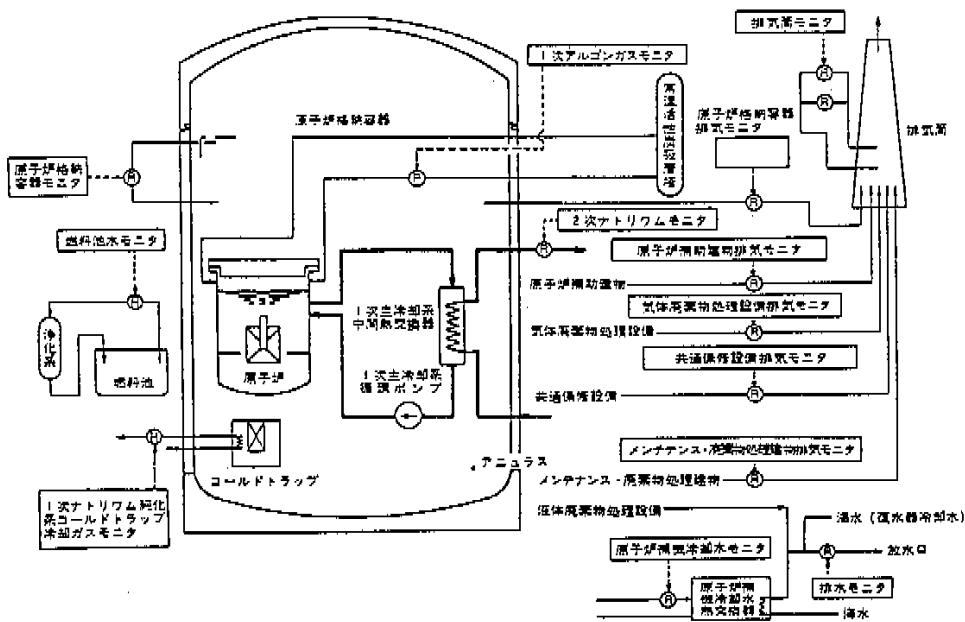 排気筒モニタ
1次アルゴンガスモニタ
常温活性炭吸着塔
原子炉格納容器
原子炉格納容器
排気モニタ
排気筒
R
R
原子炉格納
容器モニタ
R
R
R
2次ナトリウムモニタ
R
燃料池水モニタ
R
原子炉補助建物排気モニタ
原子炉補助建物
R
気体廃棄物処理設備排気モニタ
気体廃棄物処理設備
R
1次主冷却系
中間熱交換器
浄化系
燃料池
原子炉
1次主冷却系
循環ポンプ
共通保修設備排気モニタ
共通保修設備
R
R
コールドトラップ
アニュラス
メンテナンス・廃棄物処理建物排気モニタ
メンテナンス・廃棄物処理建物
R
1次ナトリウム純化
系コールドトラップ
冷却ガスモニタ
液体廃棄物処理設備
海水(復水器冷却水)
原子炉補機冷却水モニタ
R
放水口
排水モニタ
R
原子炉補
機冷却水
熱交換器
海水